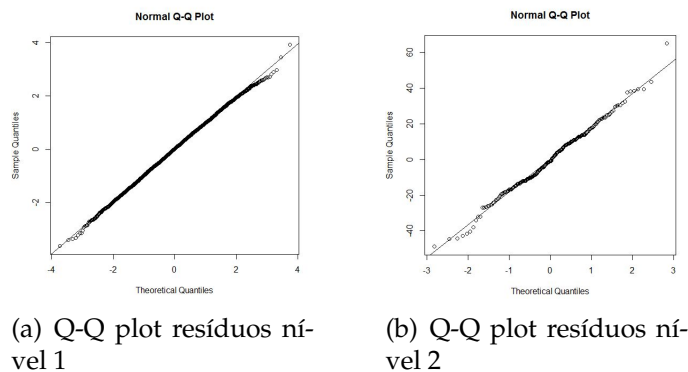 Normal Q-Q Plot
Sample Quantiles
4
2
0
-2
-4
-2
0
2
4
Theoretical Quantiles
(a) Q-Q plot resíduos ní-
vel 1
Normal Q-Q Plot
Sample Quantiles
60
40
20
0
-20
-40
-3
-2
-1
0
1
2
3
Theoretical Quantiles
(b) Q-Q plot resíduos ní-
vel 2